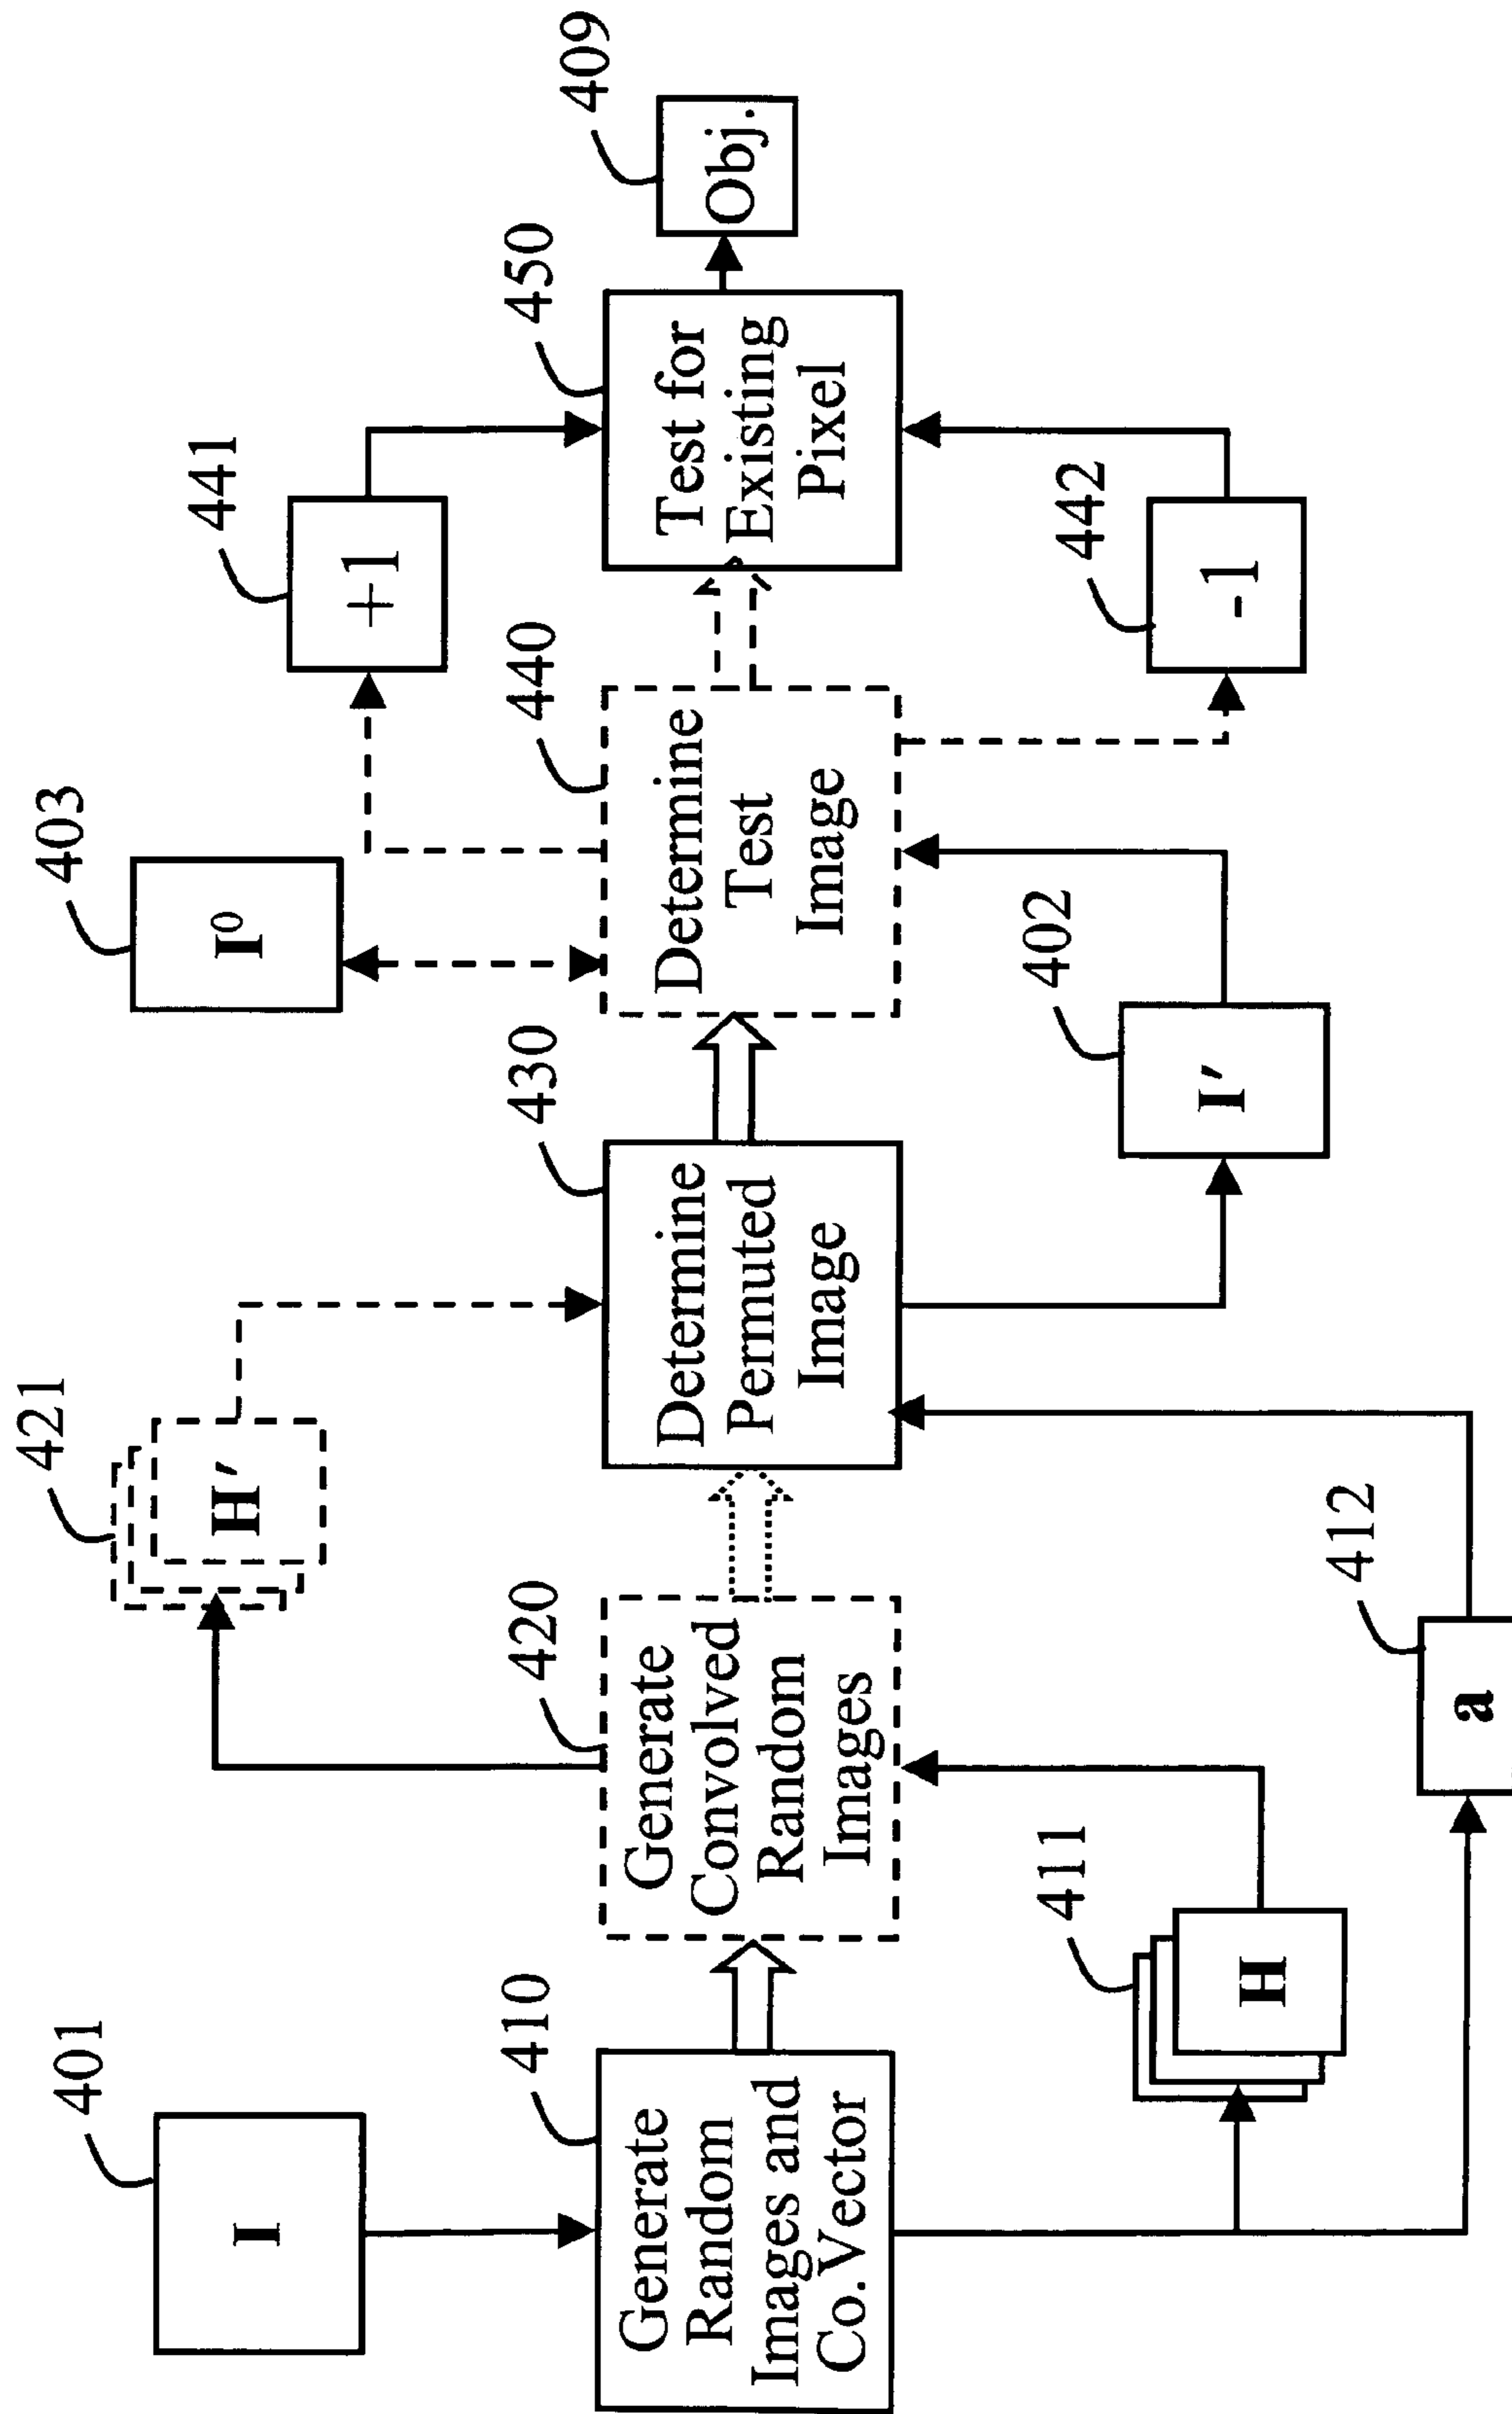 401
I
410
Generate
Random
Images and
Co.Vector
411
H
412
a
420
Generate
Convolved
Random
Images
421
H′
430
Determine
Permuted
Image
402
I′
403
I⁰
440
Determine
Test
Image
441
+1
442
-1
450
Test for
Existing
Pixel
409
Obj.